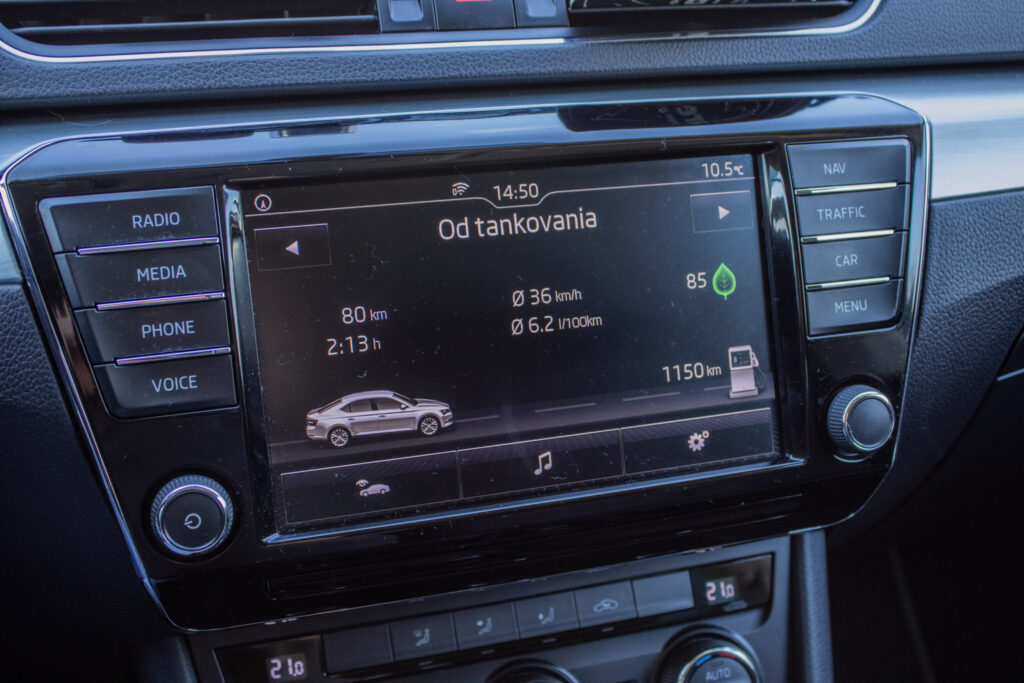 14:50
10.5°C
Od tankovania
RADIO
MEDIA
PHONE
VOICE
80 km
2:13 h
Ø 36 km/h
Ø 6.2 l/100km
85
1150 km
NAV
TRAFFIC
CAR
MENU
21.0
21.0
AUTO